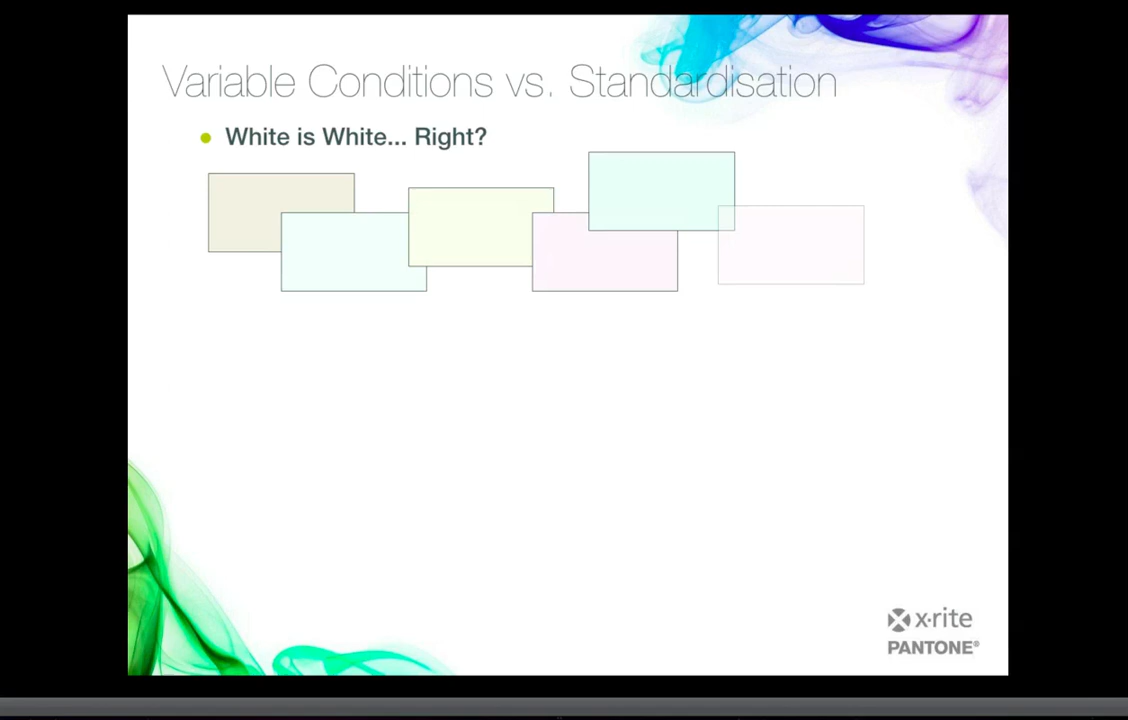 Variable Conditions vs. Standardisation
White is White... Right?
x·rite
PANTONE®